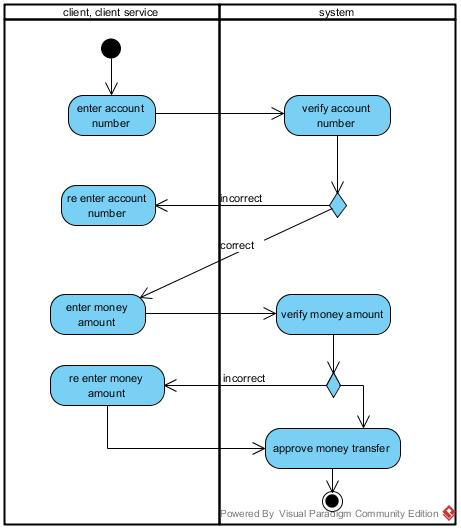 client, client service
system
enter account
number
verify account
number
re enter account
number
incorrect
correct
enter money
amount
verify money amount
re enter money
amount
incorrect
approve money transfer
Powered By Visual Paradigm Community Edition